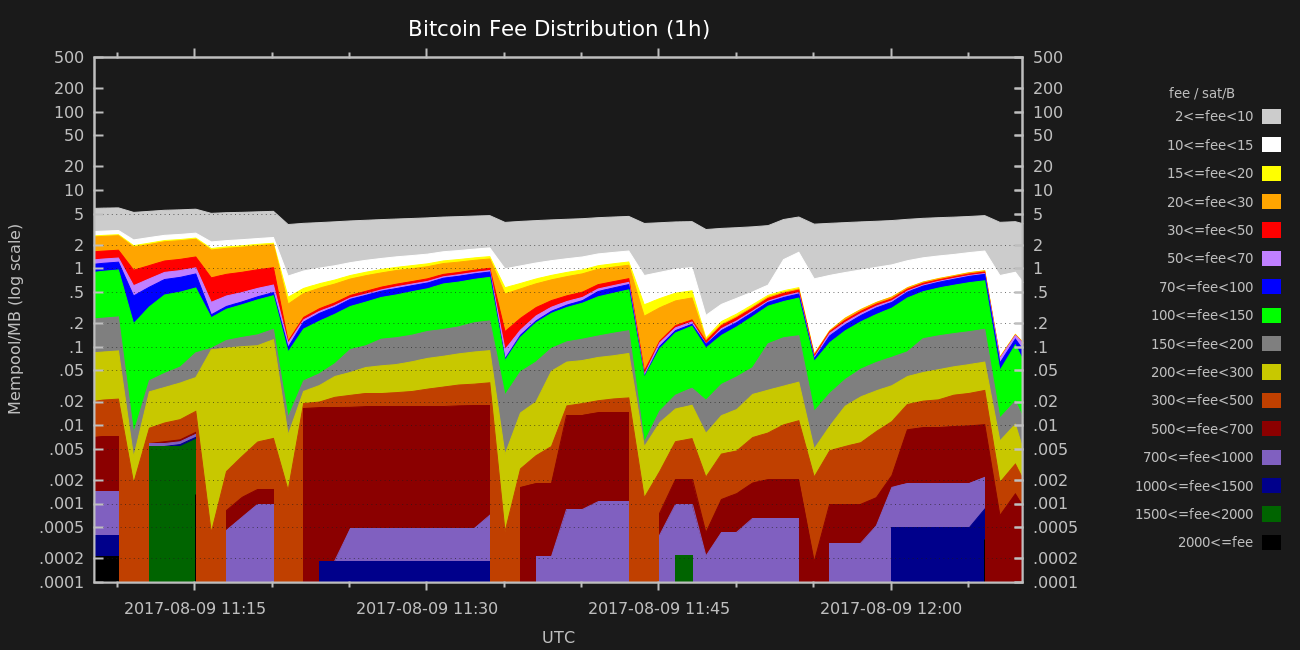 Bitcoin Fee Distribution (1h)
500
200
100
50
20
10
5
2
1
.5
.2
.1
.05
.02
.01
.005
.002
.001
.0005
.0002
.0001
Mempool/MB (log scale)
500
200
100
50
20
10
5
2
1
.5
.2
.1
.05
.02
.01
.005
.002
.001
.0005
.0002
.0001
2017-08-09 11:15
2017-08-09 11:30
2017-08-09 11:45
2017-08-09 12:00
UTC
fee / sat/B
2<=fee<10
10<=fee<15
15<=fee<20
20<=fee<30
30<=fee<50
50<=fee<70
70<=fee<100
100<=fee<150
150<=fee<200
200<=fee<300
300<=fee<500
500<=fee<700
700<=fee<1000
1000<=fee<1500
1500<=fee<2000
2000<=fee